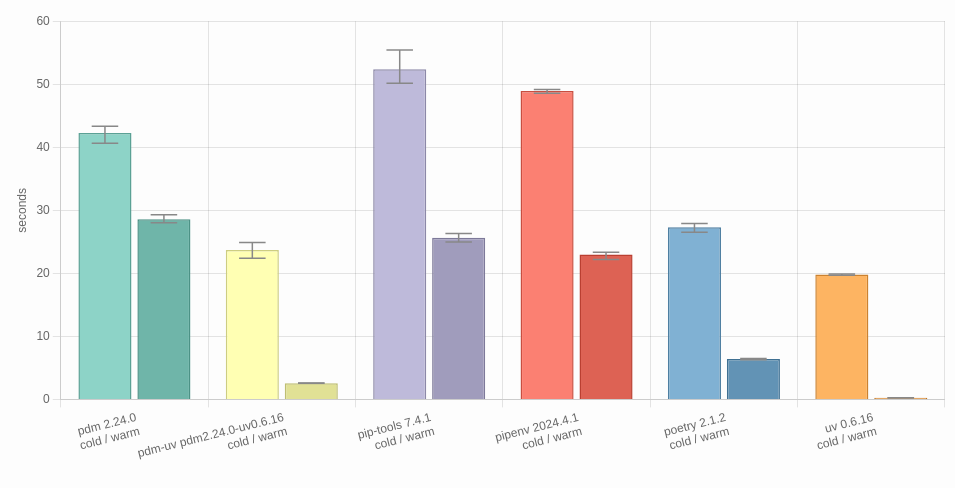 60
50
40
30
20
10
0
seconds
pdm 2.24.0
cold / warm
pdm-uv pdm2.24.0-uv0.6.16
cold / warm
pip-tools 7.4.1
cold / warm
pipenv 2024.4.1
cold / warm
poetry 2.1.2
cold / warm
uv 0.6.16
cold / warm